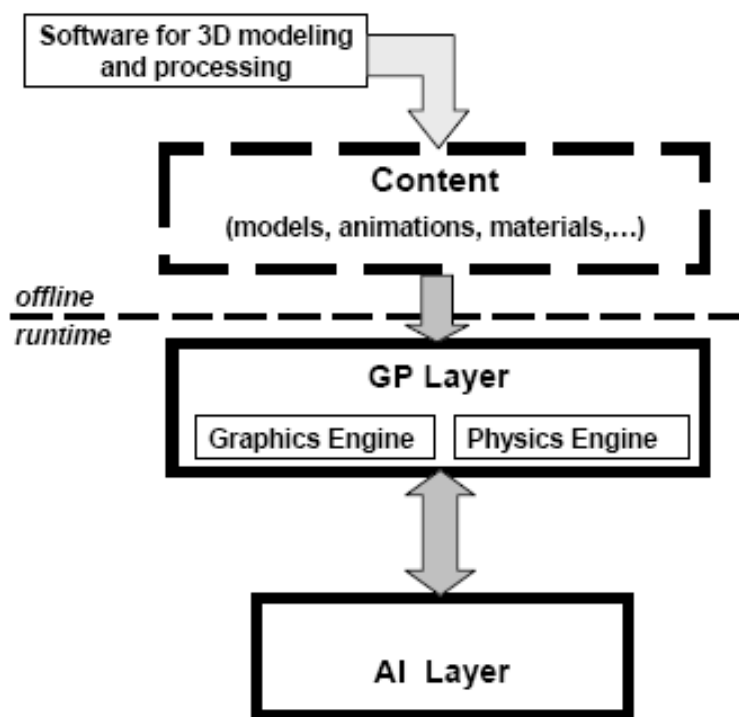 Software for 3D modeling
and processing
Content
(models, animations, materials,...)
offline
runtime
GP Layer
Graphics Engine
Physics Engine
AI Layer